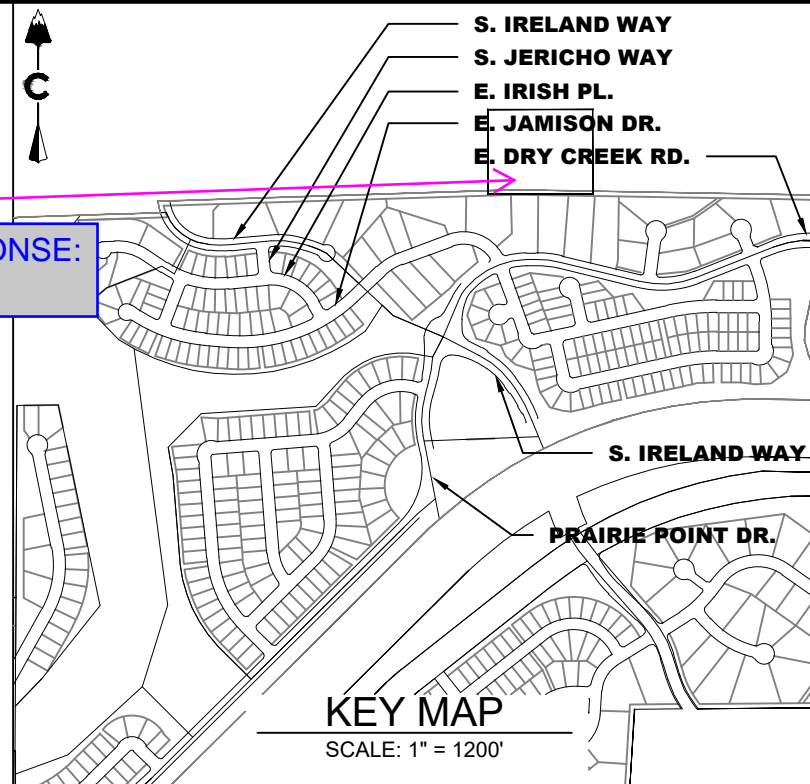 S. IRELAND WAY
S. JERICHO WAY
E. IRISH PL.
E. JAMISON DR.
E. DRY CREEK RD.
C
ONSE:
S. IRELAND WAY
PRAIRIE POINT DR.
KEY MAP
SCALE: 1" = 1200'